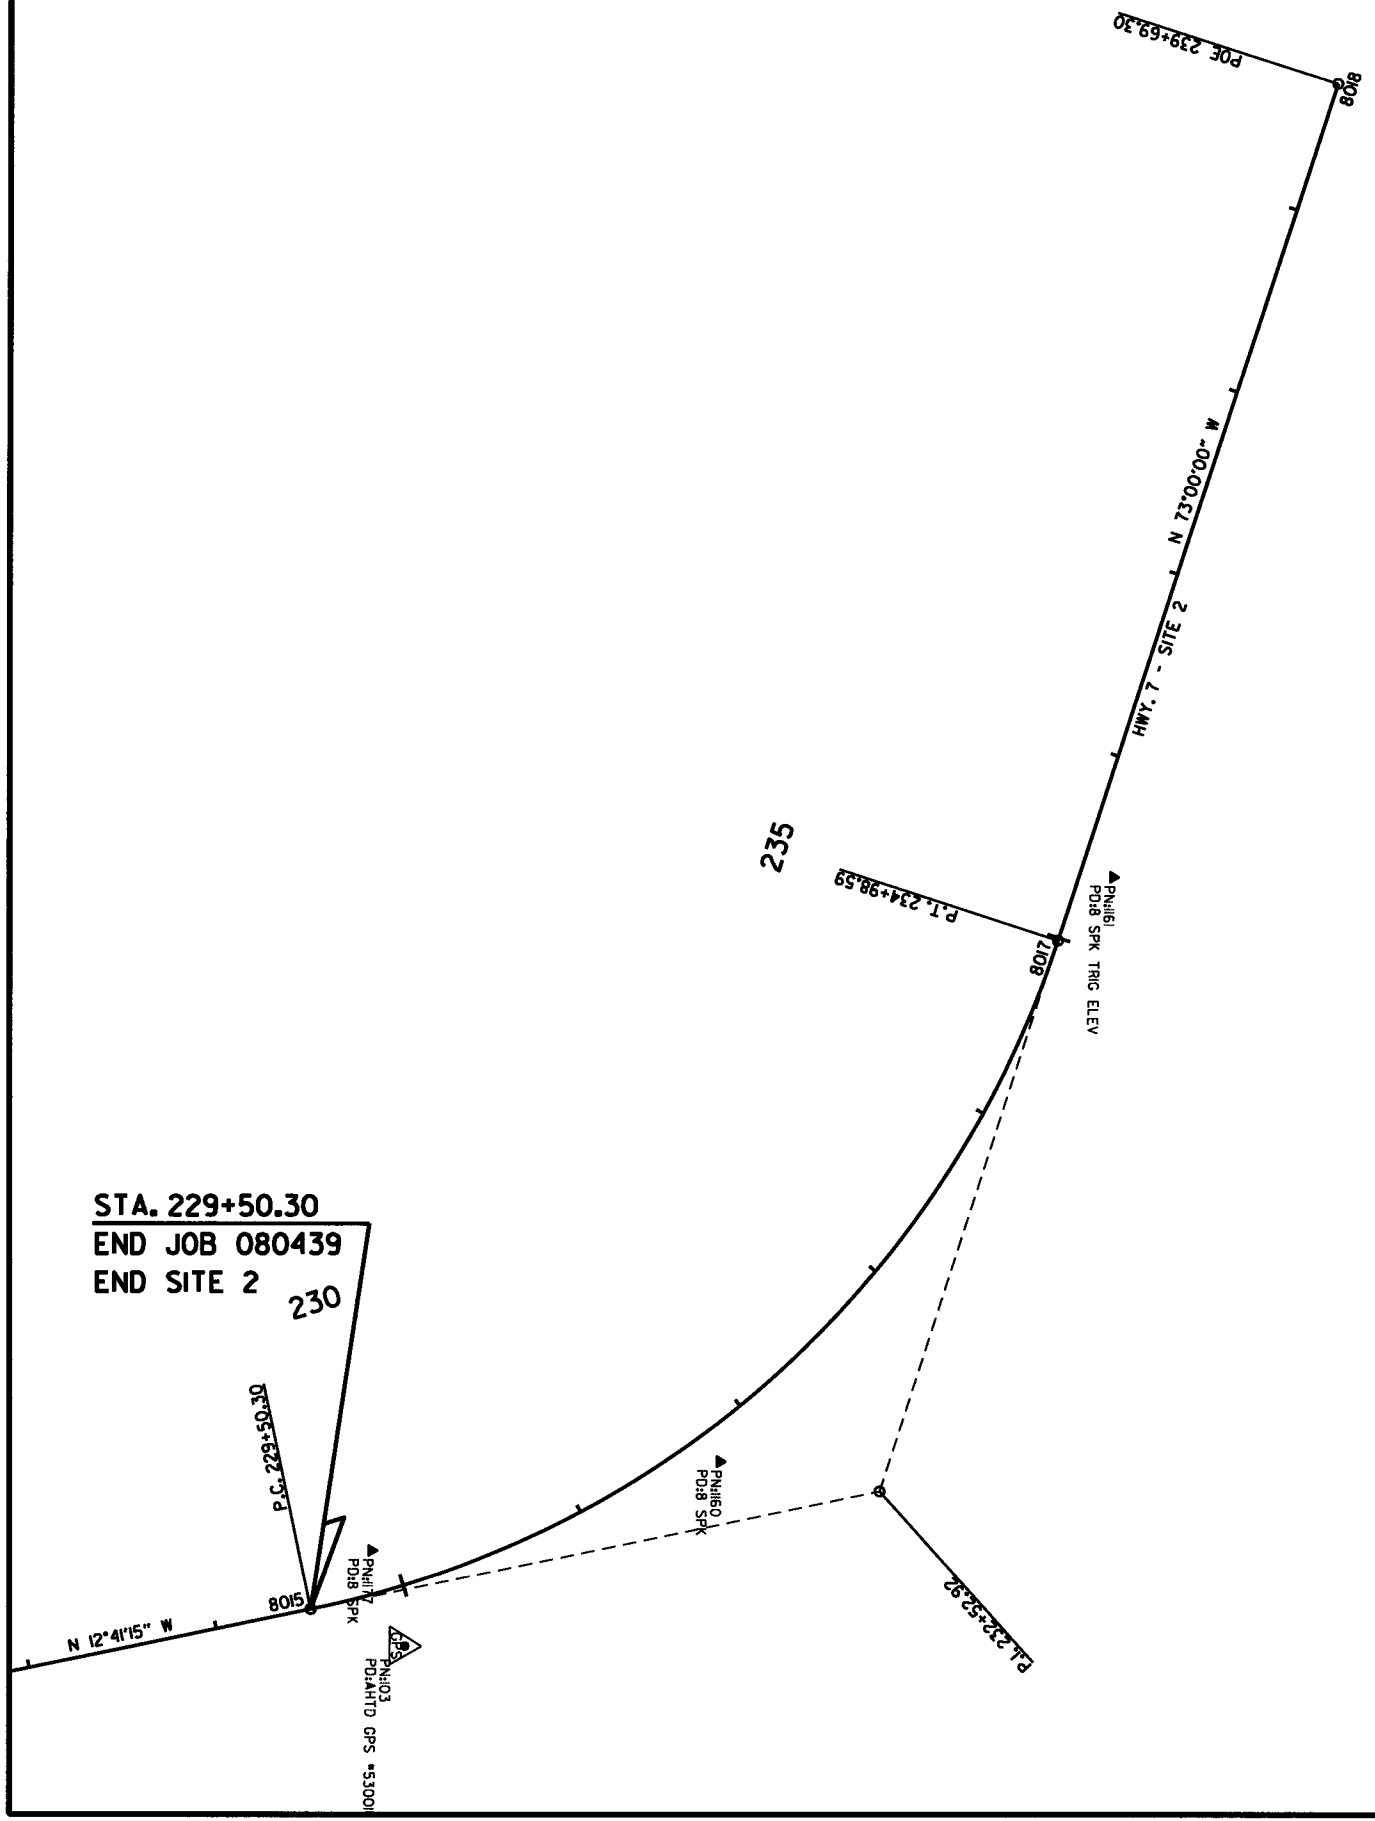 POE 239+69.30
8018
N 73°00'00" W
HWY. 7 - SITE 2
235
P.T. 234+98.59
8017
PN:1161
PD:8 SPK TRIG ELEV
STA. 229+50.30
END JOB 080439
END SITE 2
230
P.C. 229+50.30
PN:1160
PD:8 SPK
P.I. 232+52.92
8015
PN:1177
PD:8 SPK
N 12°41'15" W
GPS
PN:103
PD:AHTD GPS *53001